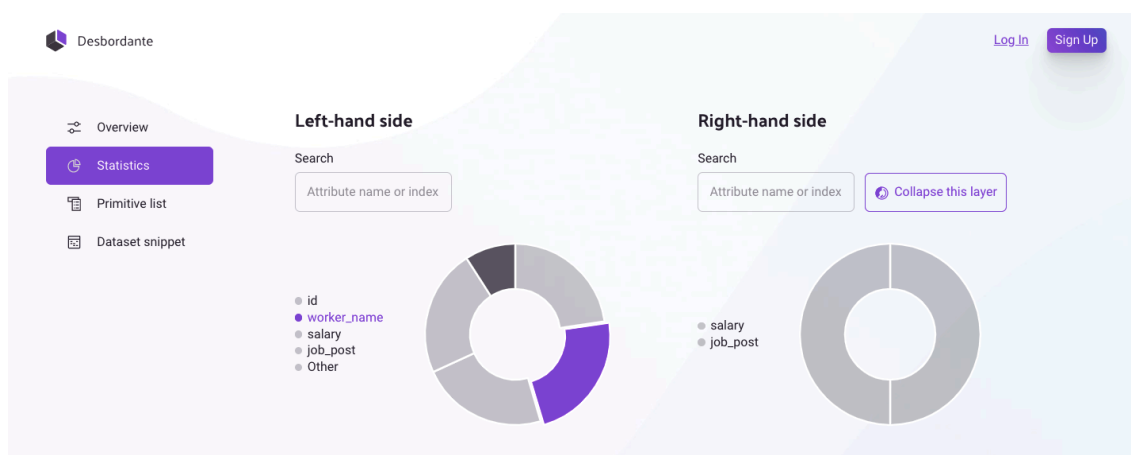 Desbordante
Log In
Sign Up
Overview
Statistics
Primitive list
Dataset snippet
Left-hand side
Search
Attribute name or index
id
worker_name
salary
job_post
Other
Right-hand side
Search
Attribute name or index
Collapse this layer
salary
job_post